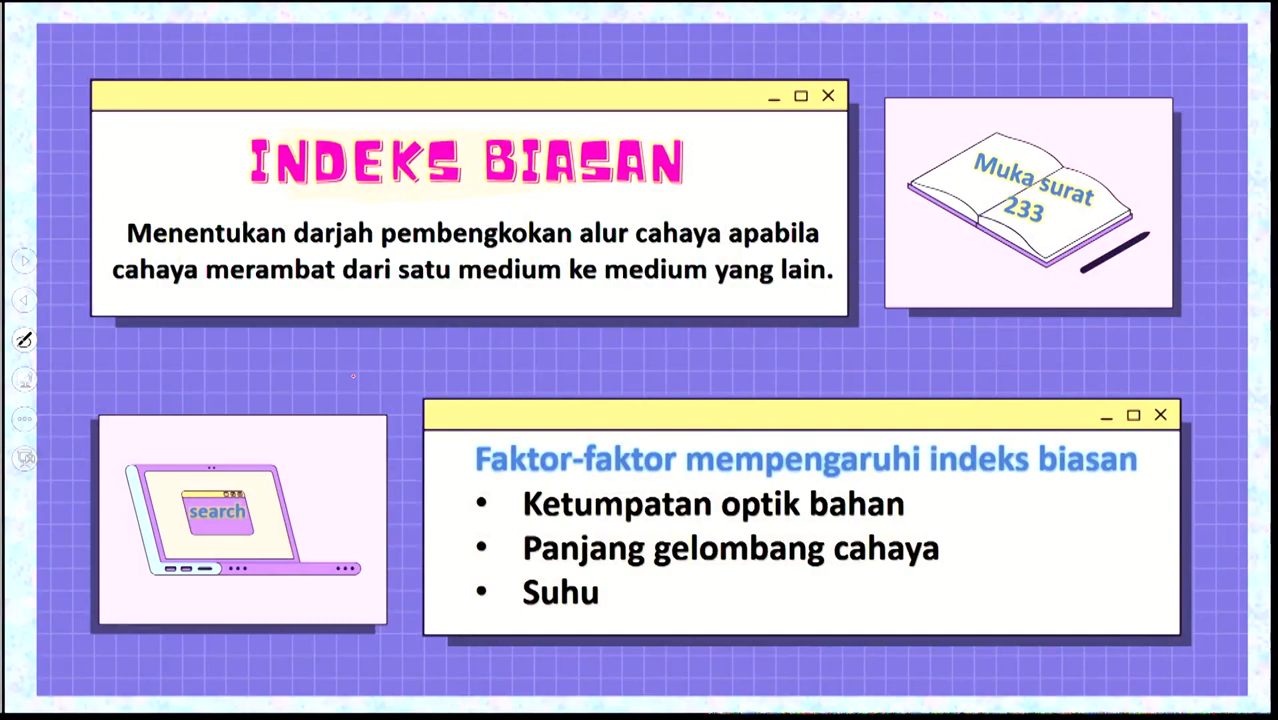 INDEKS BIASAN
Menentukan darjah pembengkokan alur cahaya apabila
cahaya merambat dari satu medium ke medium yang lain.
Muka surat
233
search
Faktor-faktor mempengaruhi indeks biasan
• Ketumpatan optik bahan
• Panjang gelombang cahaya
• Suhu